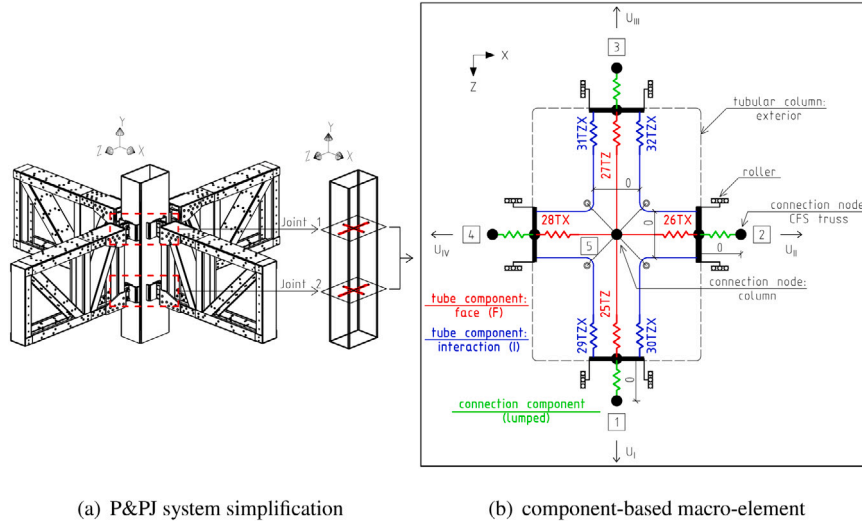 Y
Z
X
Y
Z
X
Joint 1
Joint 2
(a) P&PJ system simplification
U_III
3
X
Z
tubular column:
exterior
31TZX
27TZ
32TZX
0
roller
connection node:
CFS truss
28TX
26TX
0
4
5
2
U_IV
0
U_II
connection node:
column
tube component:
face (F)
tube component:
interaction (I)
25TZ
29TZX
30TZX
0
connection component
(lumped)
1
U_I
(b) component-based macro-element